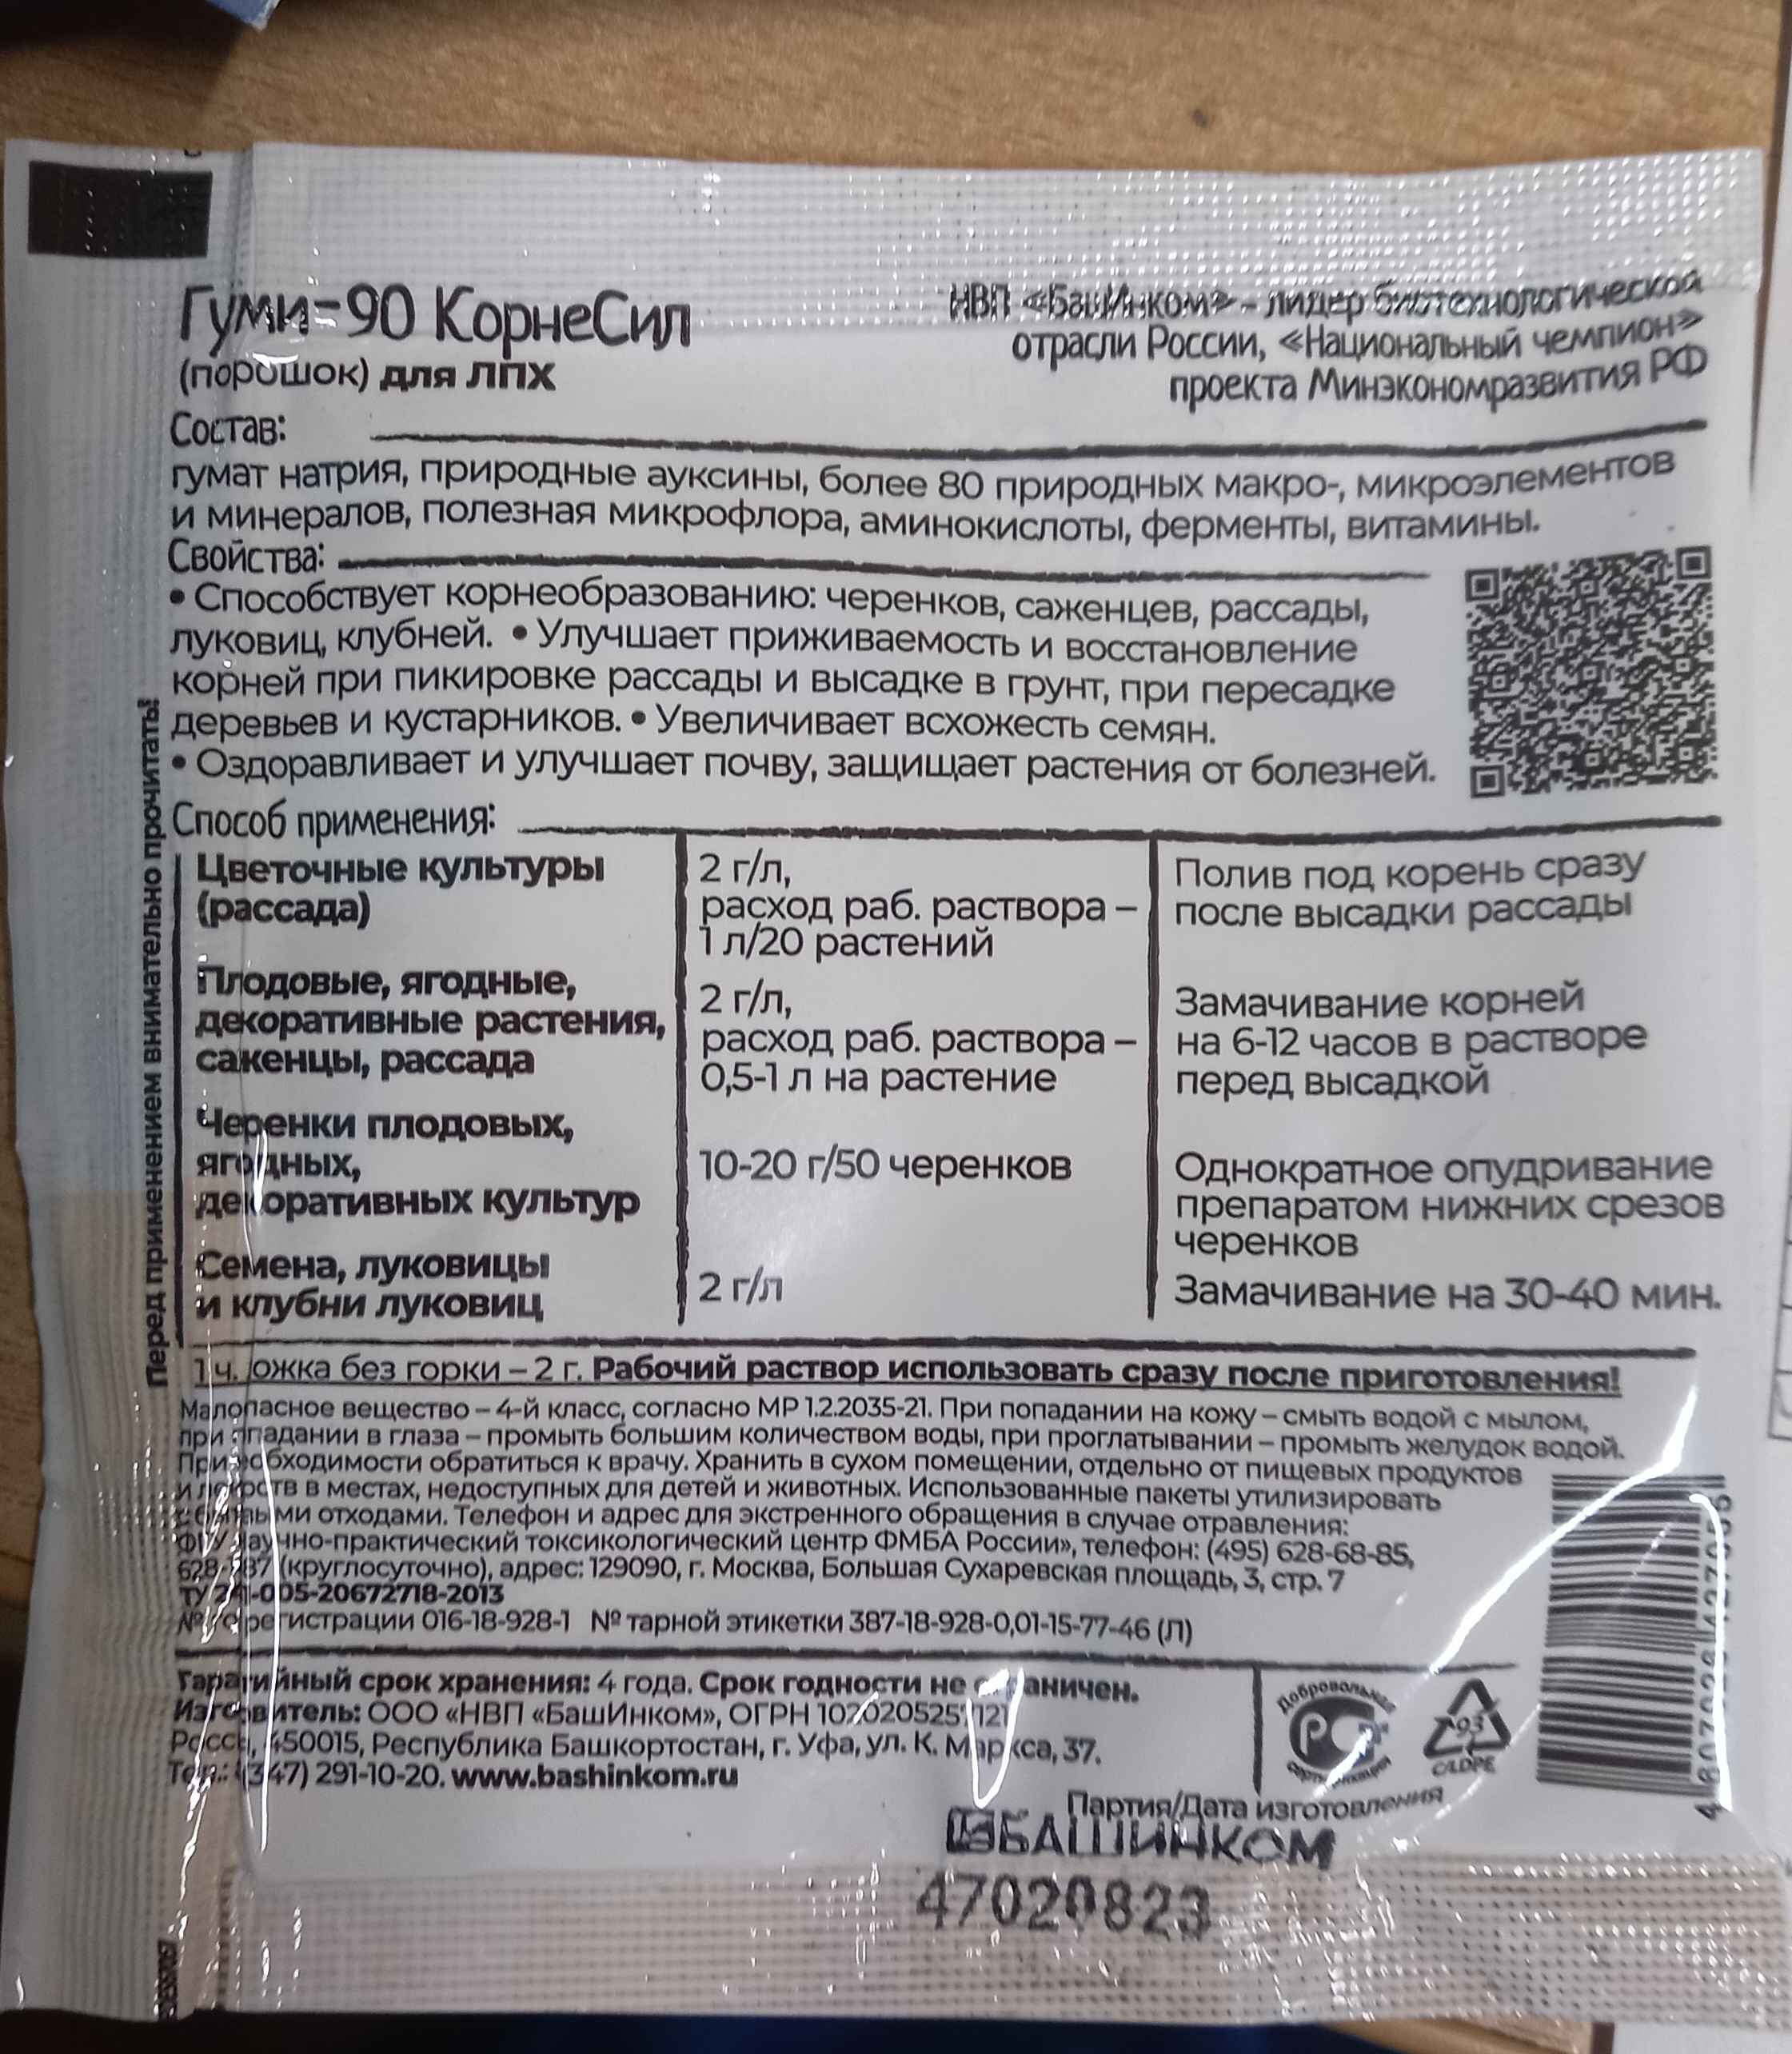 Гуми-90 КорнеСил
(порошок) для ЛПХ
НВП «БашИнком» – лидер биотехнологической
отрасли России, «Национальный чемпион»
проекта Минэкономразвития РФ
Состав:
гумат натрия, природные ауксины, более 80 природных макро-, микроэлементов
и минералов, полезная микрофлора, аминокислоты, ферменты, витамины.
Свойства:
• Способствует корнеобразованию: черенков, саженцев, рассады,
луковиц, клубней. • Улучшает приживаемость и восстановление
корней при пикировке рассады и высадке в грунт, при пересадке
деревьев и кустарников. • Увеличивает всхожесть семян.
• Оздоравливает и улучшает почву, защищает растения от болезней.
Перед применением внимательно прочитать!
Способ применения:
Цветочные культуры
(рассада)
2 г/л,
расход раб. раствора –
1 л/20 растений
Полив под корень сразу
после высадки рассады
Плодовые, ягодные,
декоративные растения,
саженцы, рассада
2 г/л,
расход раб. раствора –
0,5-1 л на растение
Замачивание корней
на 6-12 часов в растворе
перед высадкой
Черенки плодовых,
ягодных,
декоративных культур
10-20 г/50 черенков
Однократное опудривание
препаратом нижних срезов
черенков
Семена, луковицы
и клубни луковиц
2 г/л
Замачивание на 30-40 мин.
1 ч. ложка без горки – 2 г. Рабочий раствор использовать сразу после приготовления!
Малопасное вещество – 4-й класс, согласно МР 1.2.2035-21. При попадании на кожу – смыть водой с мылом,
при попадании в глаза – промыть большим количеством воды, при проглатывании – промыть желудок водой.
При необходимости обратиться к врачу. Хранить в сухом помещении, отдельно от пищевых продуктов
и лекарств в местах, недоступных для детей и животных. Использованные пакеты утилизировать
с бытовыми отходами. Телефон и адрес для экстренного обращения в случае отравления:
Научно-практический токсикологический центр ФМБА России», телефон: (495) 628-68-85,
(круглосуточно), адрес: 129090, г. Москва, Большая Сухаревская площадь, 3, стр. 7
ТУ
№ гос регистрации 016-18-928-1 № тарной этикетки 387-18-928-0,01-15-77-46 (Л)
Гарантийный срок хранения: 4 года. Срок годности не ограничен.
Изготовитель: ООО «НВП «БашИнком», ОГРН
Россия, 450015, Республика Башкортостан, г. Уфа, ул. К. Маркса, 37.
Тел.: (347) 291-10-20. www.bashinkom.ru
Добровольная
РСТ
сертификация
93
C/LDPE
Партия/Дата изготовления
БАШИНКОМ
47020823